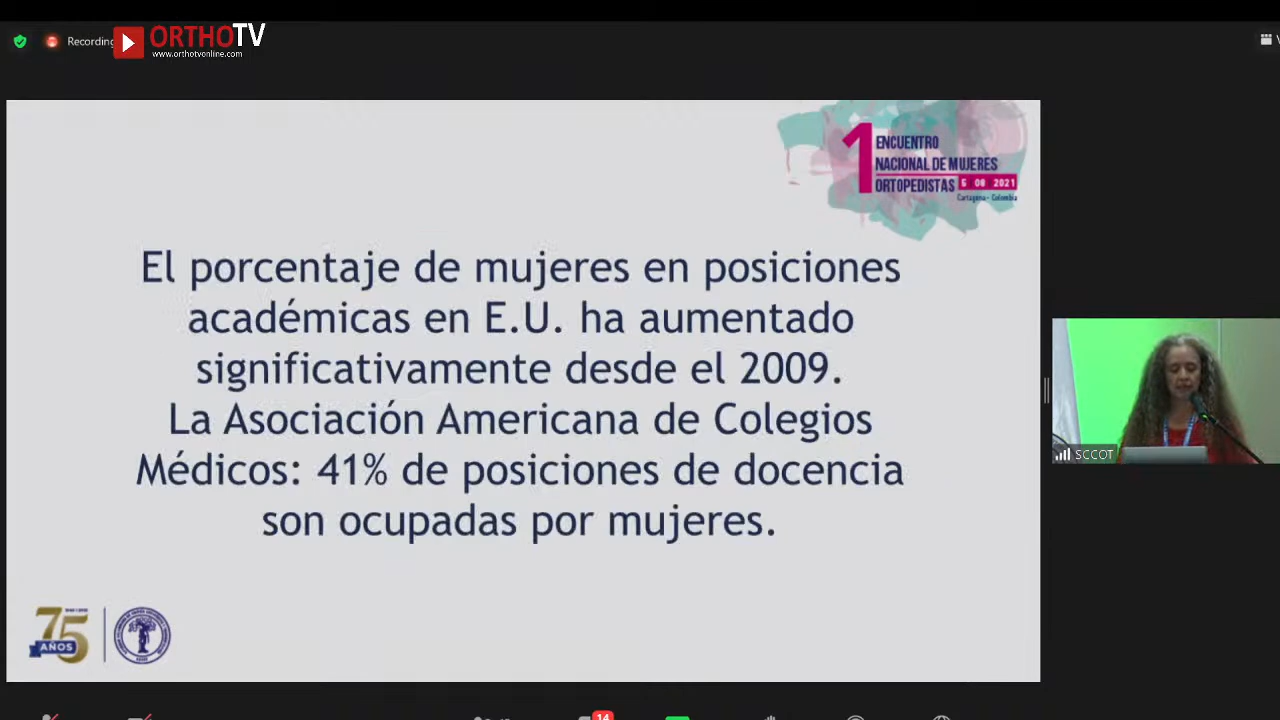 Recording
ORTHOTV
www.orthotvonline.com
1 ENCUENTRO
NACIONAL DE MUJERES
ORTOPEDISTAS 5 08 2021
Cartagena - Colombia
El porcentaje de mujeres en posiciones
académicas en E.U. ha aumentado
significativamente desde el 2009.
La Asociación Americana de Colegios
Médicos: 41% de posiciones de docencia
son ocupadas por mujeres.
SCCOT
75
AÑOS
14